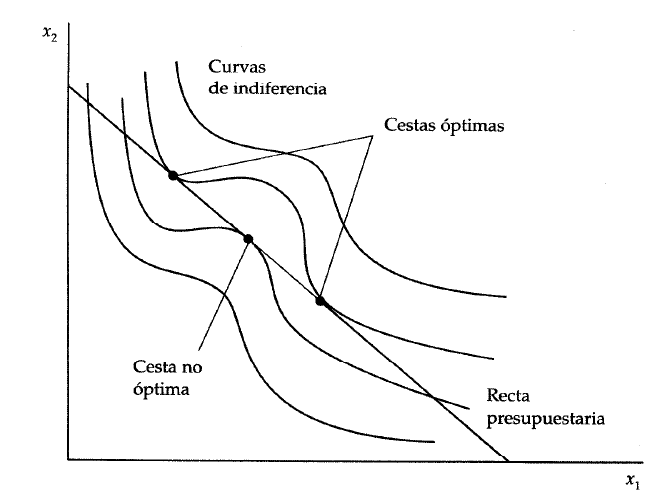 x₂
Curvas
de indiferencia
Cestas óptimas
Cesta no
óptima
Recta
presupuestaria
x₁